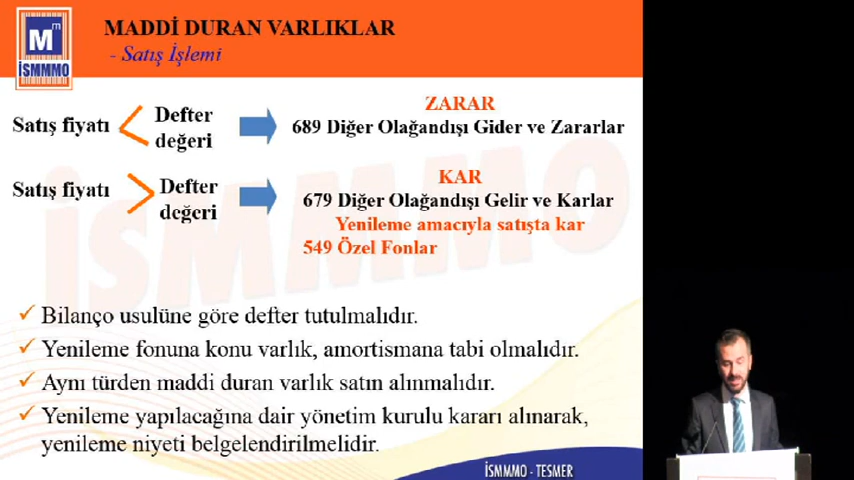 MADDİ DURAN VARLIKLAR
- Satış İşlemi
Mm
İSMMMO
Satış fiyatı
Defter
değeri
ZARAR
689 Diğer Olağandışı Gider ve Zararlar
Satış fiyatı
Defter
değeri
KAR
679 Diğer Olağandışı Gelir ve Karlar
Yenileme amacıyla satışta kar
549 Özel Fonlar
İSMMMO
✓ Bilanço usulüne göre defter tutulmalıdır.
✓ Yenileme fonuna konu varlık, amortismana tabi olmalıdır.
✓ Aynı türden maddi duran varlık satın alınmalıdır.
✓ Yenileme yapılacağına dair yönetim kurulu kararı alınarak,
yenileme niyeti belgelendirilmelidir.
İSMMMO - TESMER